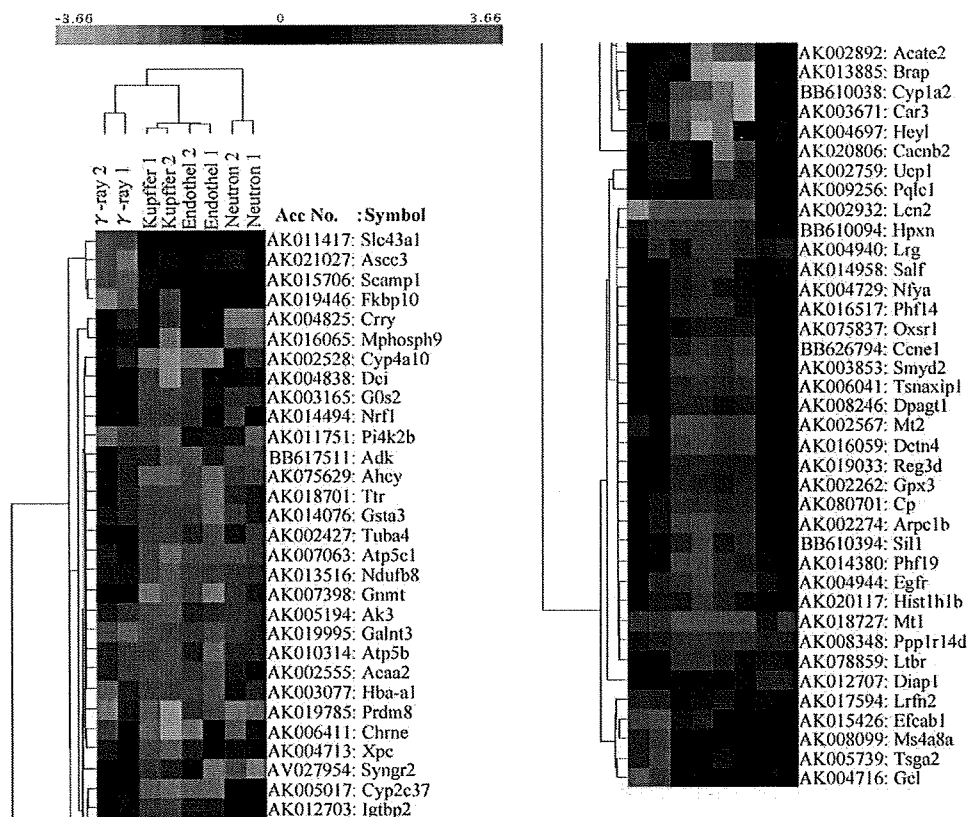 -3.66 0 3.66
γ-ray 2
γ-ray 1
Kupffer 1
Kupffer 2
Endothel 2
Endothel 1
Neutron 2
Neutron 1
Acc No. :Symbol
AK011417: Slc43a1
AK021027: Ascc3
AK015706: Scamp1
AK019446: Fkbp10
AK004825: Crry
AK016065: Mphosph9
AK002528: Cyp4a10
AK004838: Dci
AK003165: G0s2
AK014494: Nrf1
AK011751: Pi4k2b
BB617511: Adk
AK075629: Ahcy
AK018701: Ttr
AK014076: Gsta3
AK002427: Tuba4
AK007063: Atp5c1
AK013516: Ndufb8
AK007398: Gnmt
AK005194: Ak3
AK019995: Galnt3
AK010314: Atp5b
AK002555: Acaa2
AK003077: Hba-a1
AK019785: Prdm8
AK006411: Chrne
AK004713: Xpc
AV027954: Syngr2
AK005017: Cyp2c37
AK012703: Igtbp2
AK002892: Acate2
AK013885: Brap
BB610038: Cyp1a2
AK003671: Car3
AK004697: Heyl
AK020806: Cacnb2
AK002759: Ucp1
AK009256: Pqlc1
AK002932: Lcn2
BB610094: Hpxn
AK004940: Lrg
AK014958: Salf
AK004729: Nfya
AK016517: Phf14
AK075837: Oxsr1
BB626794: Ccne1
AK003853: Smyd2
AK006041: Tsnaxip1
AK008246: Dpagt1
AK002567: Mt2
AK016059: Dctn4
AK019033: Reg3d
AK002262: Gpx3
AK080701: Cp
AK002274: Arpc1b
BB610394: Sil1
AK014380: Phf19
AK004944: Egfr
AK020117: Hist1h1b
AK018727: Mt1
AK008348: Ppp1r14d
AK078859: Ltbr
AK012707: Diap1
AK017594: Lrfn2
AK015426: Efcab1
AK008099: Ms4a8a
AK005739: Tsga2
AK004716: Gcl